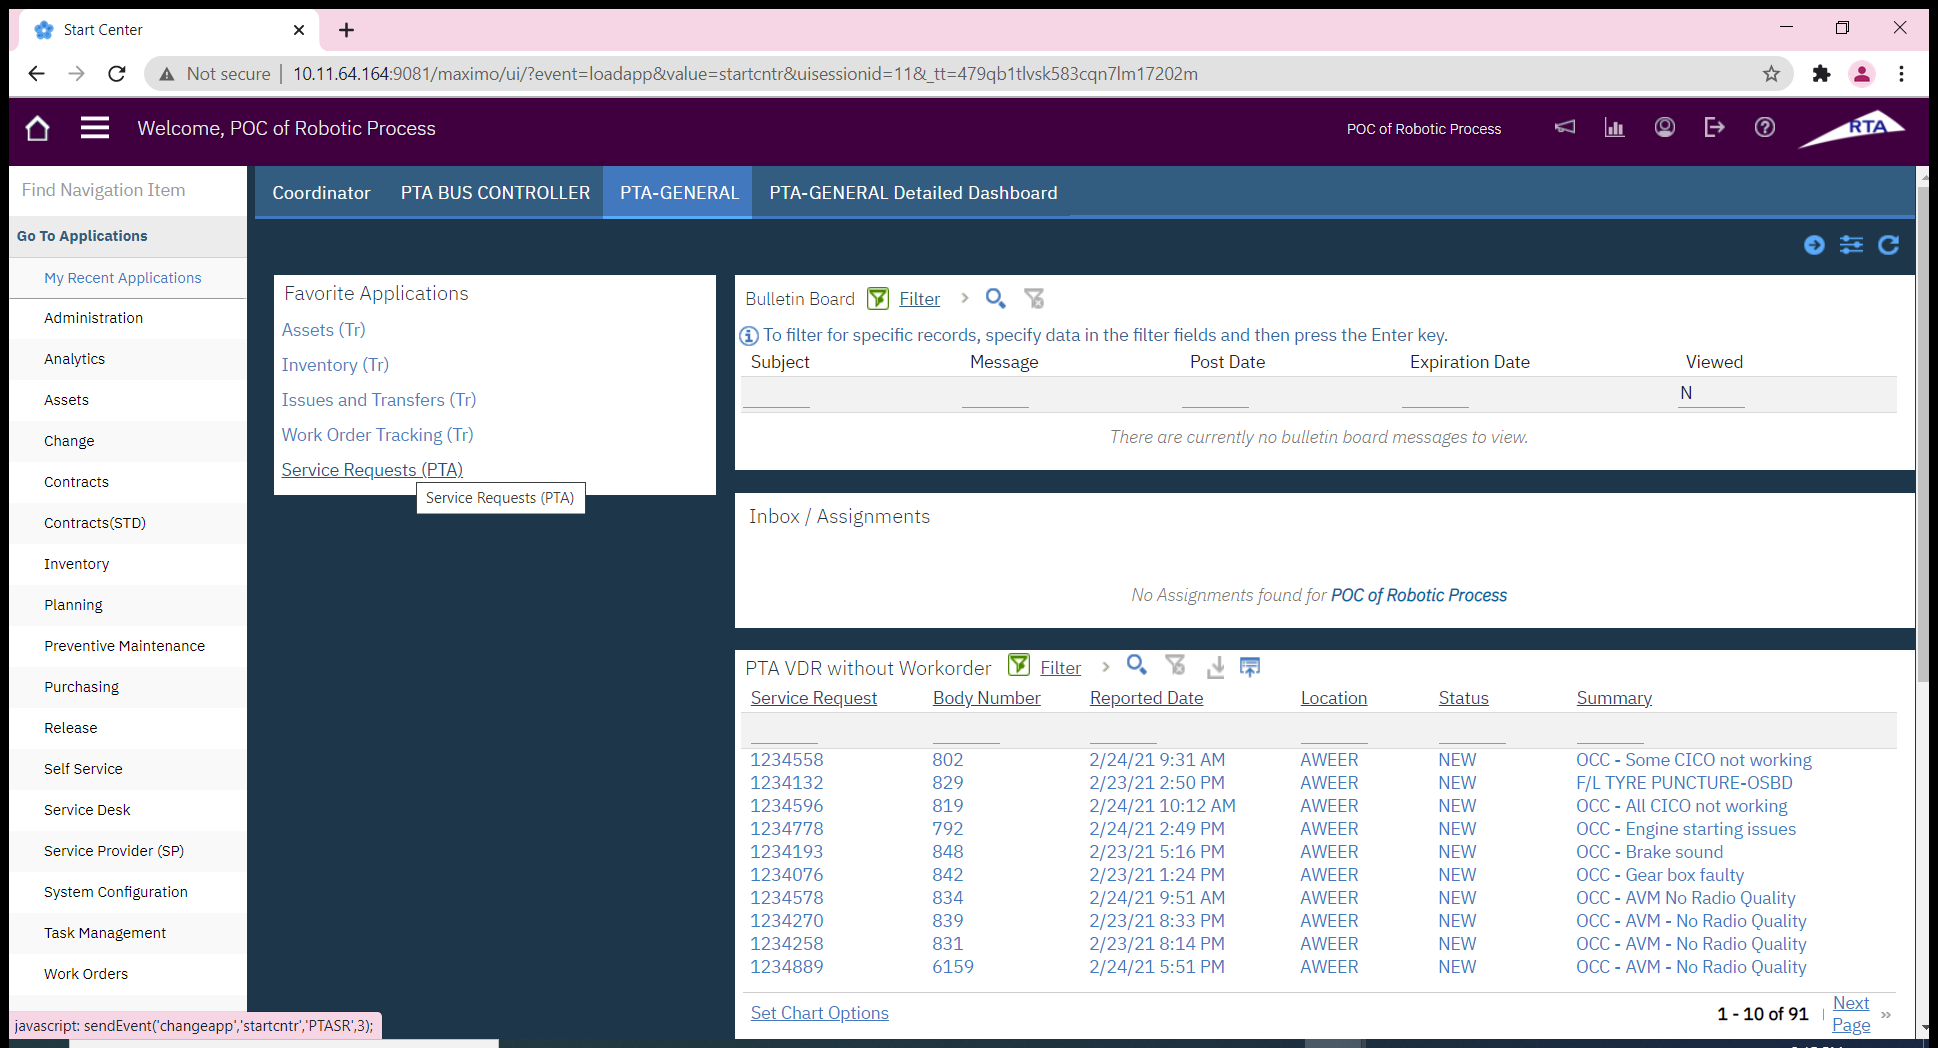 Start Center
Not secure | 10.11.64.164:9081/maximo/ui/?event=loadapp&value=startcntr&uisessionid=11&_tt=479qb1tlvsk583cqn7lm17202m
Welcome, POC of Robotic Process
POC of Robotic Process
RTA
Find Navigation Item
Go To Applications
My Recent Applications
Administration
Analytics
Assets
Change
Contracts
Contracts(STD)
Inventory
Planning
Preventive Maintenance
Purchasing
Release
Self Service
Service Desk
Service Provider (SP)
System Configuration
Task Management
Work Orders
javascript: sendEvent('changeapp','startcntr','PTASR',3);
Coordinator PTA BUS CONTROLLER PTA-GENERAL PTA-GENERAL Detailed Dashboard
Favorite Applications
Assets (Tr)
Inventory (Tr)
Issues and Transfers (Tr)
Work Order Tracking (Tr)
Service Requests (PTA)
Service Requests (PTA)
Bulletin Board Filter
To filter for specific records, specify data in the filter fields and then press the Enter key.
Subject Message Post Date Expiration Date Viewed
N
There are currently no bulletin board messages to view.
Inbox / Assignments
No Assignments found for POC of Robotic Process
PTA VDR without Workorder Filter
Service Request Body Number Reported Date Location Status Summary
1234558 802 2/24/21 9:31 AM AWEER NEW OCC - Some CICO not working
1234132 829 2/23/21 2:50 PM AWEER NEW F/L TYRE PUNCTURE-OSBD
1234596 819 2/24/21 10:12 AM AWEER NEW OCC - All CICO not working
1234778 792 2/24/21 2:49 PM AWEER NEW OCC - Engine starting issues
1234193 848 2/23/21 5:16 PM AWEER NEW OCC - Brake sound
1234076 842 2/23/21 1:24 PM AWEER NEW OCC - Gear box faulty
1234578 834 2/24/21 9:51 AM AWEER NEW OCC - AVM No Radio Quality
1234270 839 2/23/21 8:33 PM AWEER NEW OCC - AVM - No Radio Quality
1234258 831 2/23/21 8:14 PM AWEER NEW OCC - AVM - No Radio Quality
1234889 6159 2/24/21 5:51 PM AWEER NEW OCC - AVM - No Radio Quality
Set Chart Options
1 - 10 of 91
Next
Page